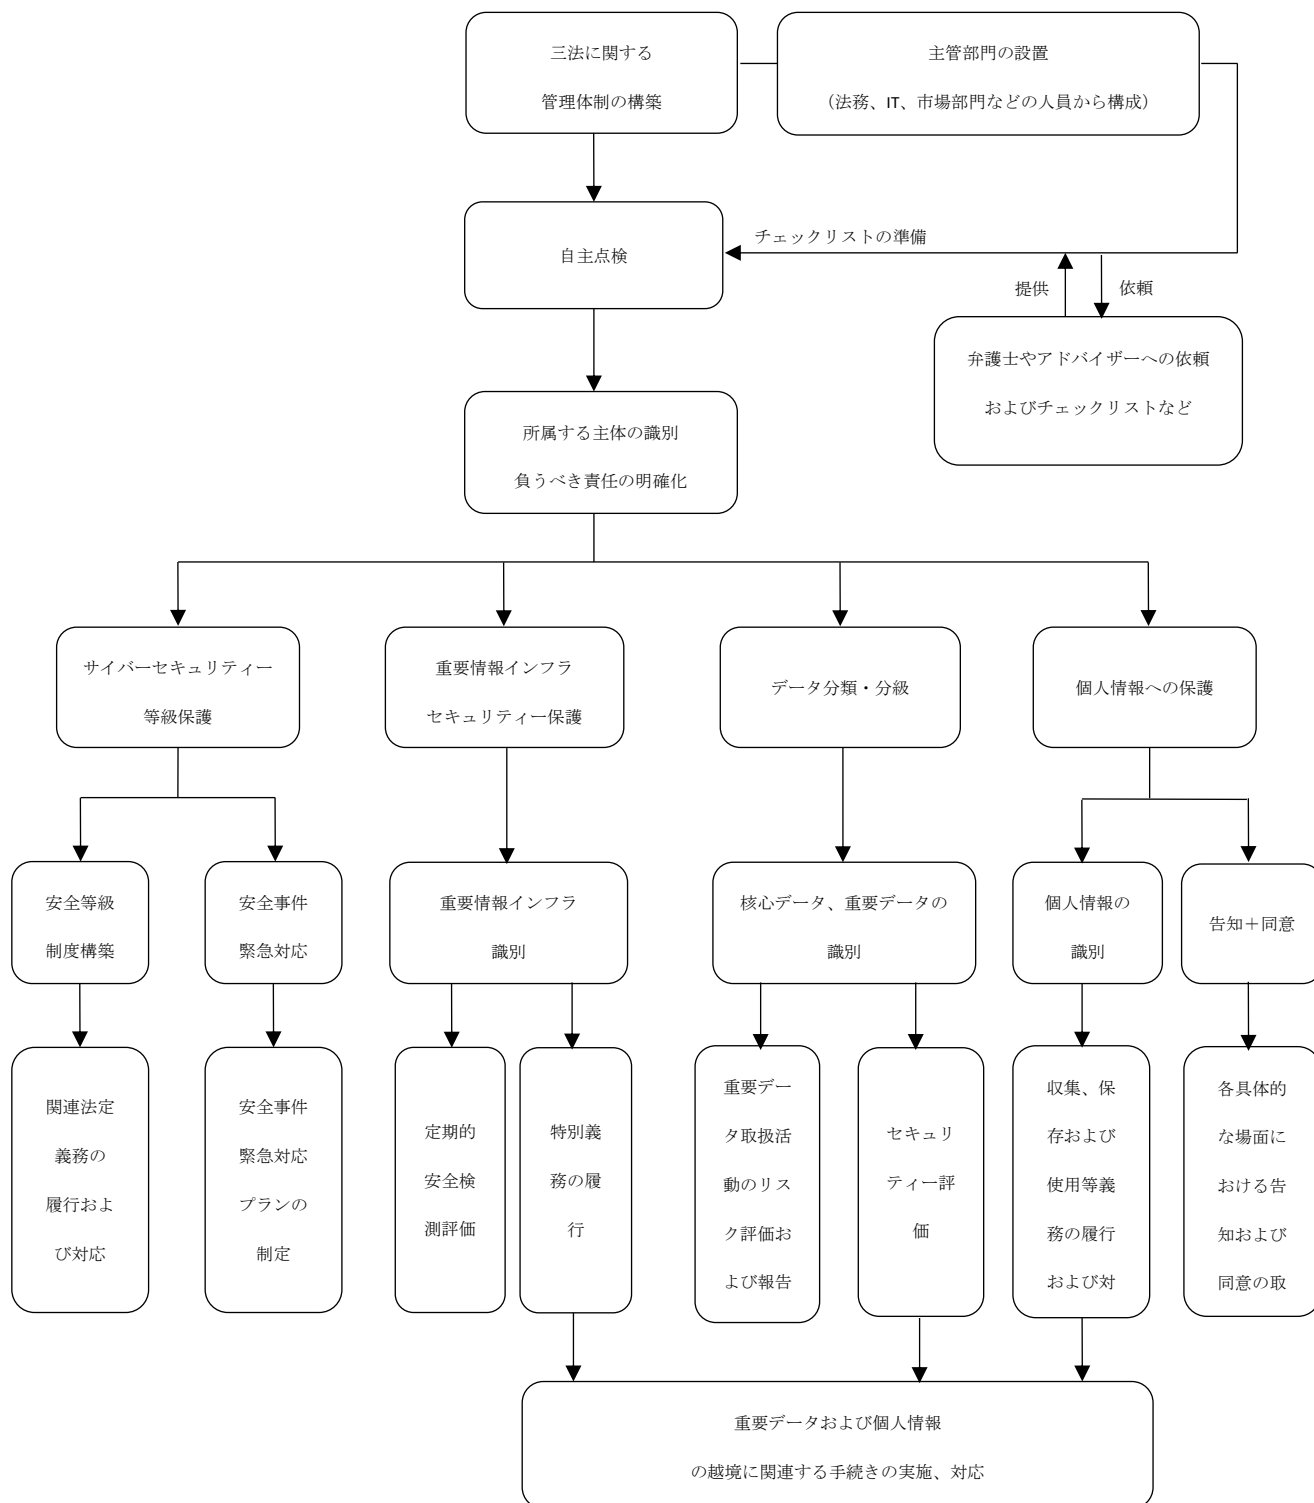 三法に関する
管理体制の構築
主管部門の設置
（法務、IT、市場部門などの人員から構成）
自主点検
チェックリストの準備
提供
依頼
弁護士やアドバイザーへの依頼
およびチェックリストなど
所属する主体の識別
負うべき責任の明確化
サイバーセキュリティー
等級保護
重要情報インフラ
セキュリティー保護
データ分類・分級
個人情報への保護
安全等級
制度構築
安全事件
緊急対応
重要情報インフラ
識別
核心データ、重要データの
識別
個人情報の
識別
告知＋同意
関連法定
義務の
履行およ
び対応
安全事件
緊急対応
プランの
制定
定期的
安全検
測評価
特別義
務の履
行
重要デー
タ取扱活
動のリス
ク評価お
よび報告
セキュリ
ティー評
価
収集、保
存および
使用等義
務の履行
および対
各具体的
な場面に
おける告
知および
同意の取
重要データおよび個人情報
の越境に関連する手続きの実施、対応